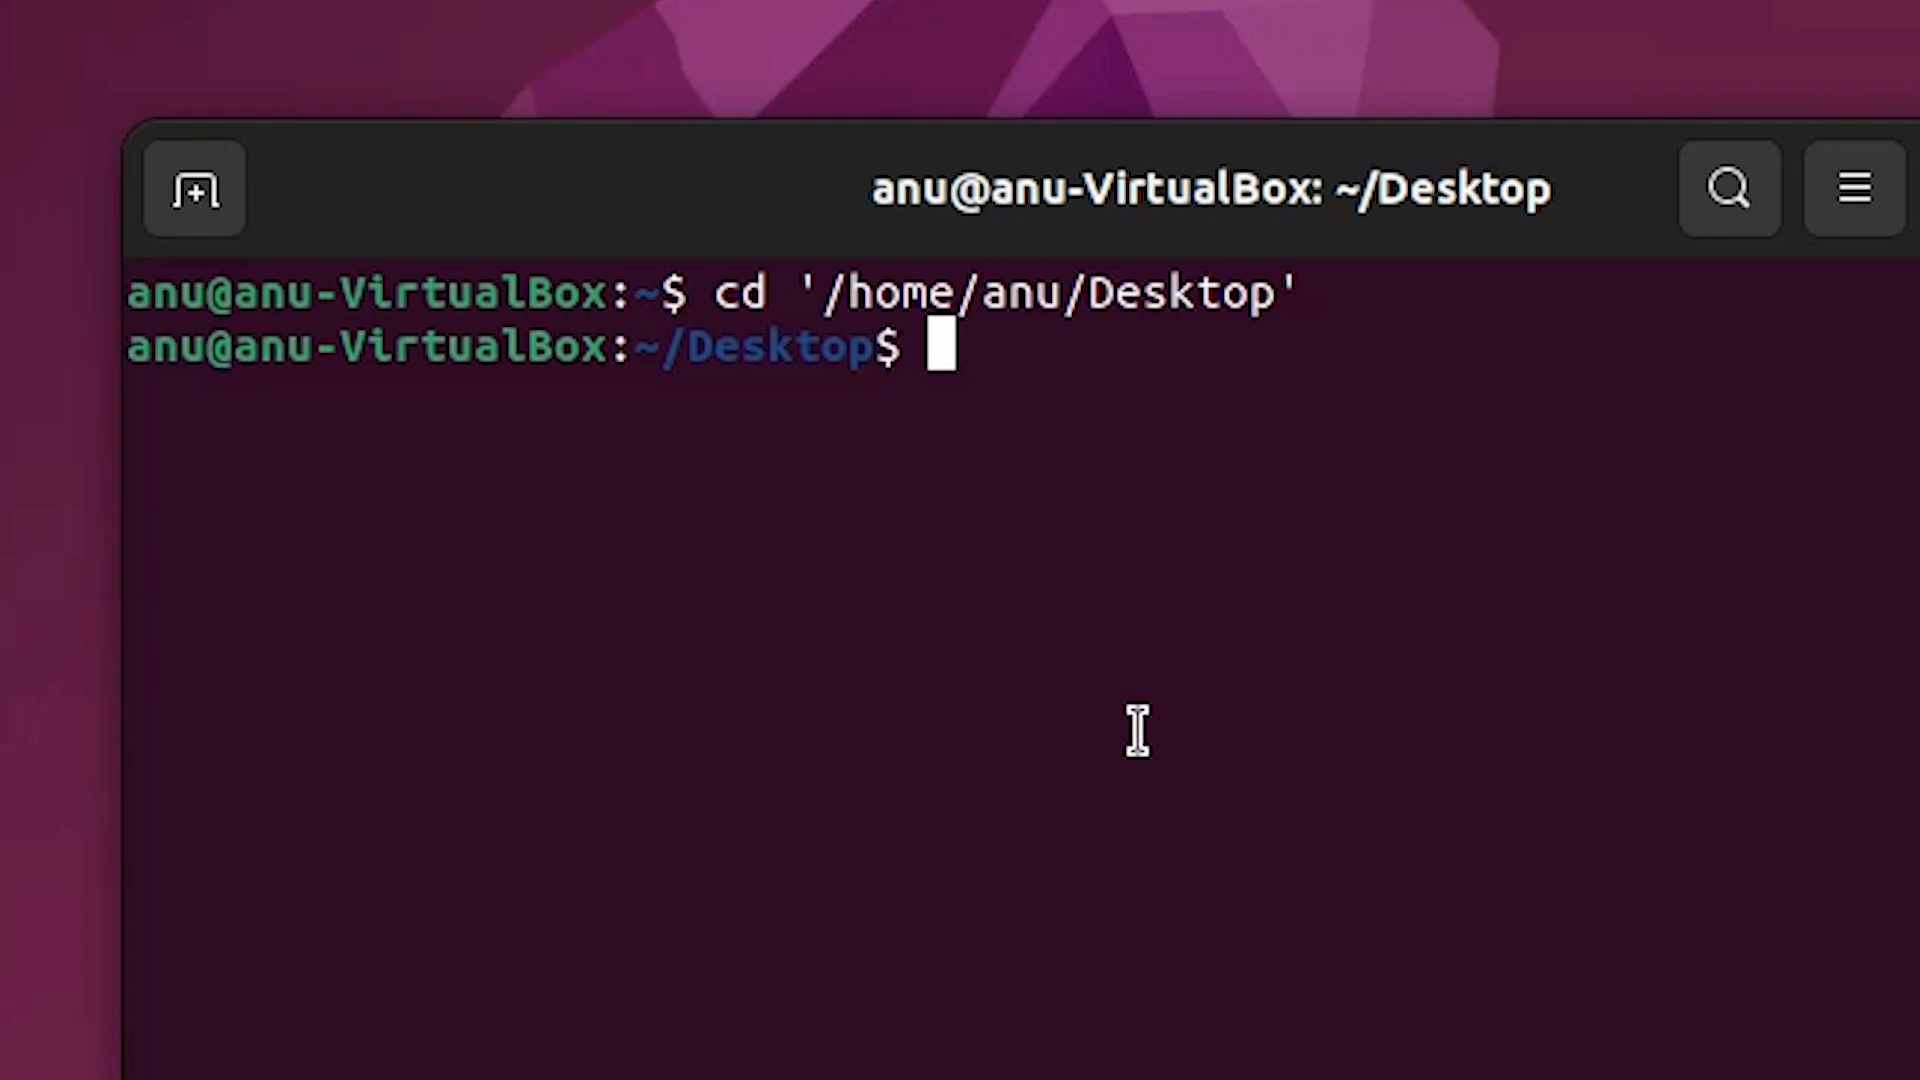 anu@anu-VirtualBox: ~/Desktop
anu@anu-VirtualBox:~$ cd '/home/anu/Desktop'
anu@anu-VirtualBox:~/Desktop$